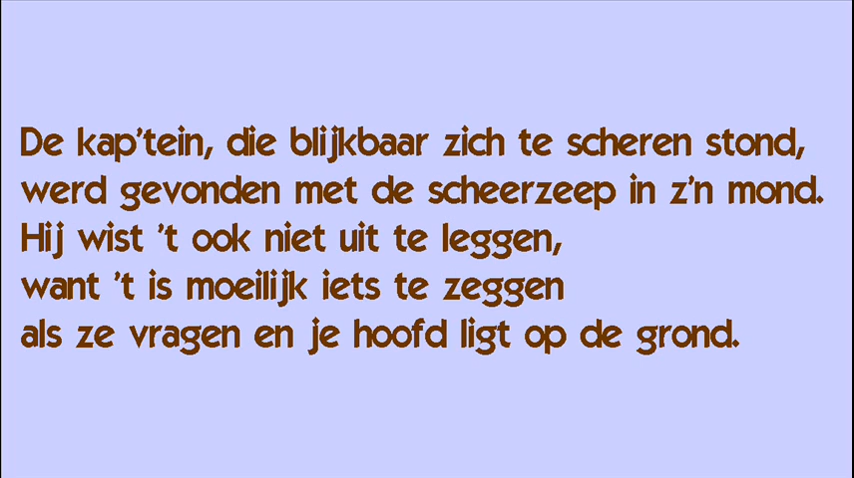 De kap'tein, die blijkbaar zich te scheren stond,
werd gevonden met de scheerzeep in z'n mond.
Hij wist 't ook niet uit te leggen,
want 't is moeilijk iets te zeggen
als ze vragen en je hoofd ligt op de grond.